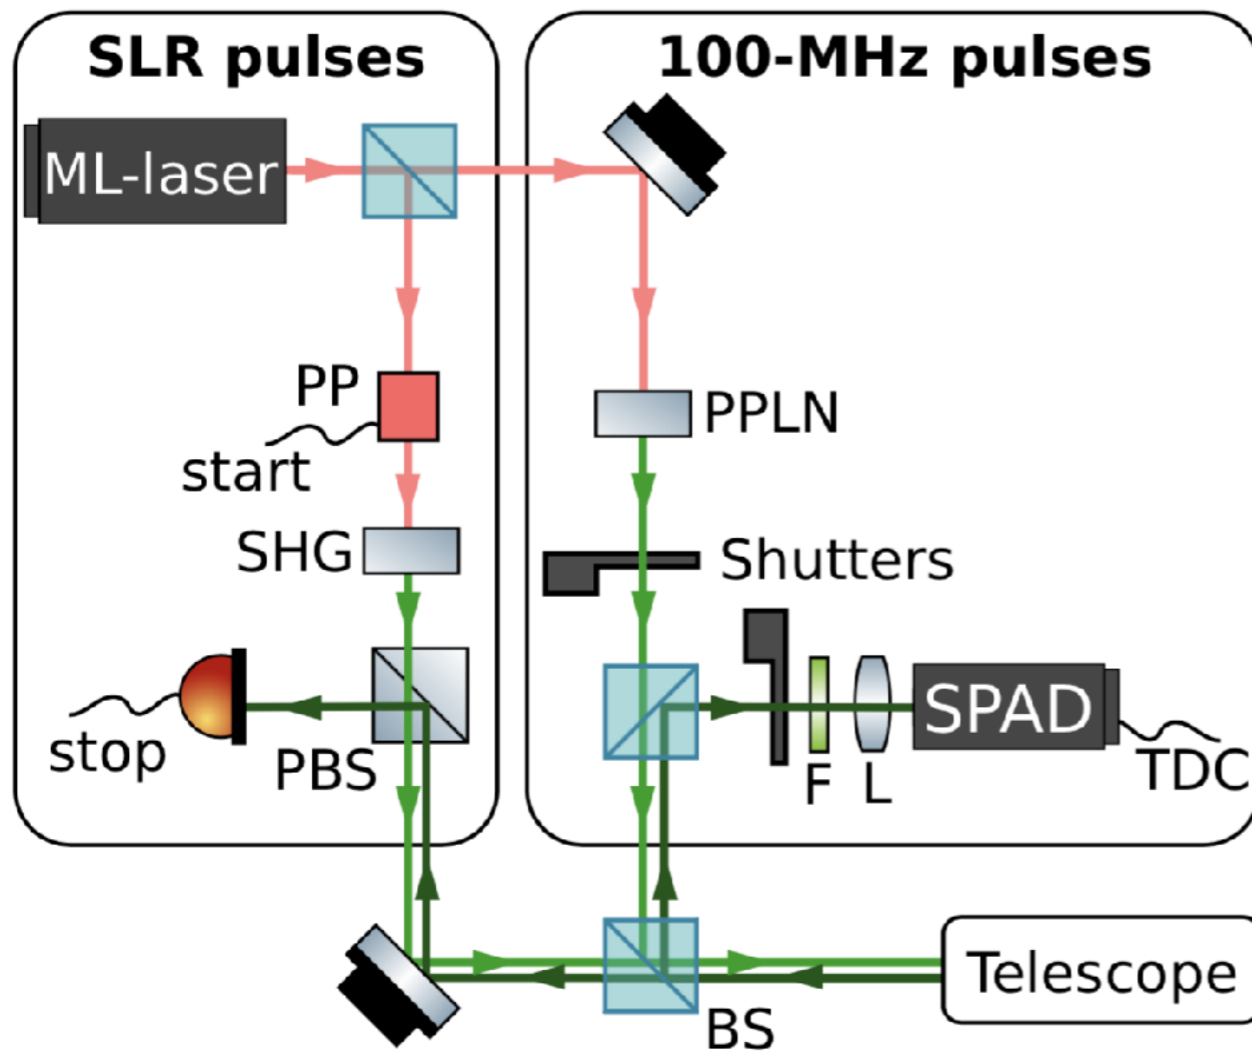 SLR pulses
100-MHz pulses
ML-laser
PP
start
PPLN
SHG
Shutters
SPAD
stop
PBS
F
L
TDC
Telescope
BS